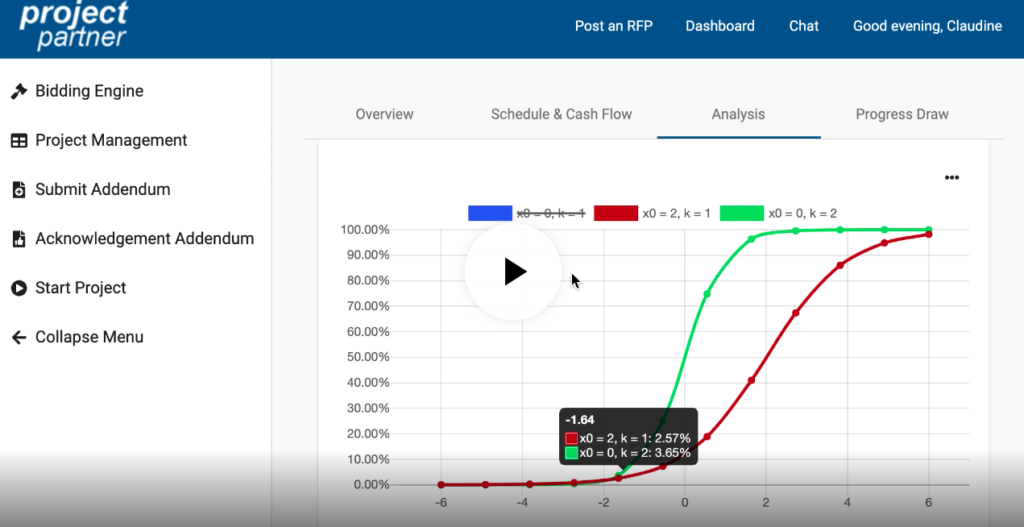 project
partner
Post an RFP Dashboard Chat Good evening, Claudine
Bidding Engine
Project Management
Submit Addendum
Acknowledgement Addendum
Start Project
Collapse Menu
Overview Schedule & Cash Flow Analysis Progress Draw
x0 = 0, k = 1 x0 = 2, k = 1 x0 = 0, k = 2
100.00%
90.00%
80.00%
70.00%
60.00%
50.00%
40.00%
30.00%
20.00%
10.00%
0.00%
-1.64
x0 = 2, k = 1: 2.57%
x0 = 0, k = 2: 3.65%
-6 -4 -2 0 2 4 6